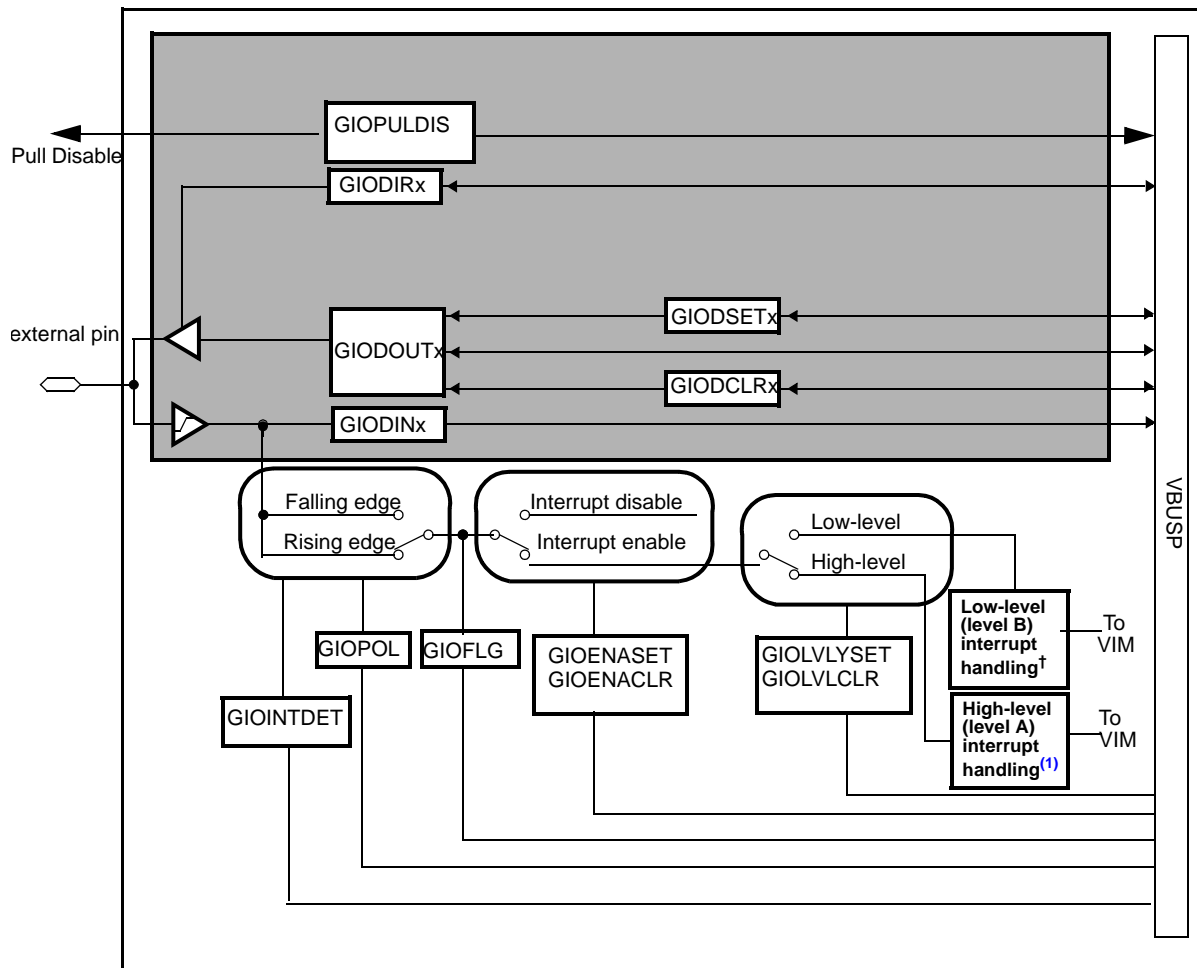 GIOPULDIS
Pull Disable
GIODIRx
external pin
GIODSETx
GIODOUTx
GIODCLRx
GIODINx
VBUSP
Falling edge
Rising edge
Interrupt disable
Interrupt enable
Low-level
High-level
Low-level
(level B)
interrupt
handling†
To
VIM
GIOPOL
GIOFLG
GIOENASET
GIOENACLR
GIOLVLYSET
GIOLVLCLR
GIOINTDET
High-level
(level A)
interrupt
handling(1)
To
VIM